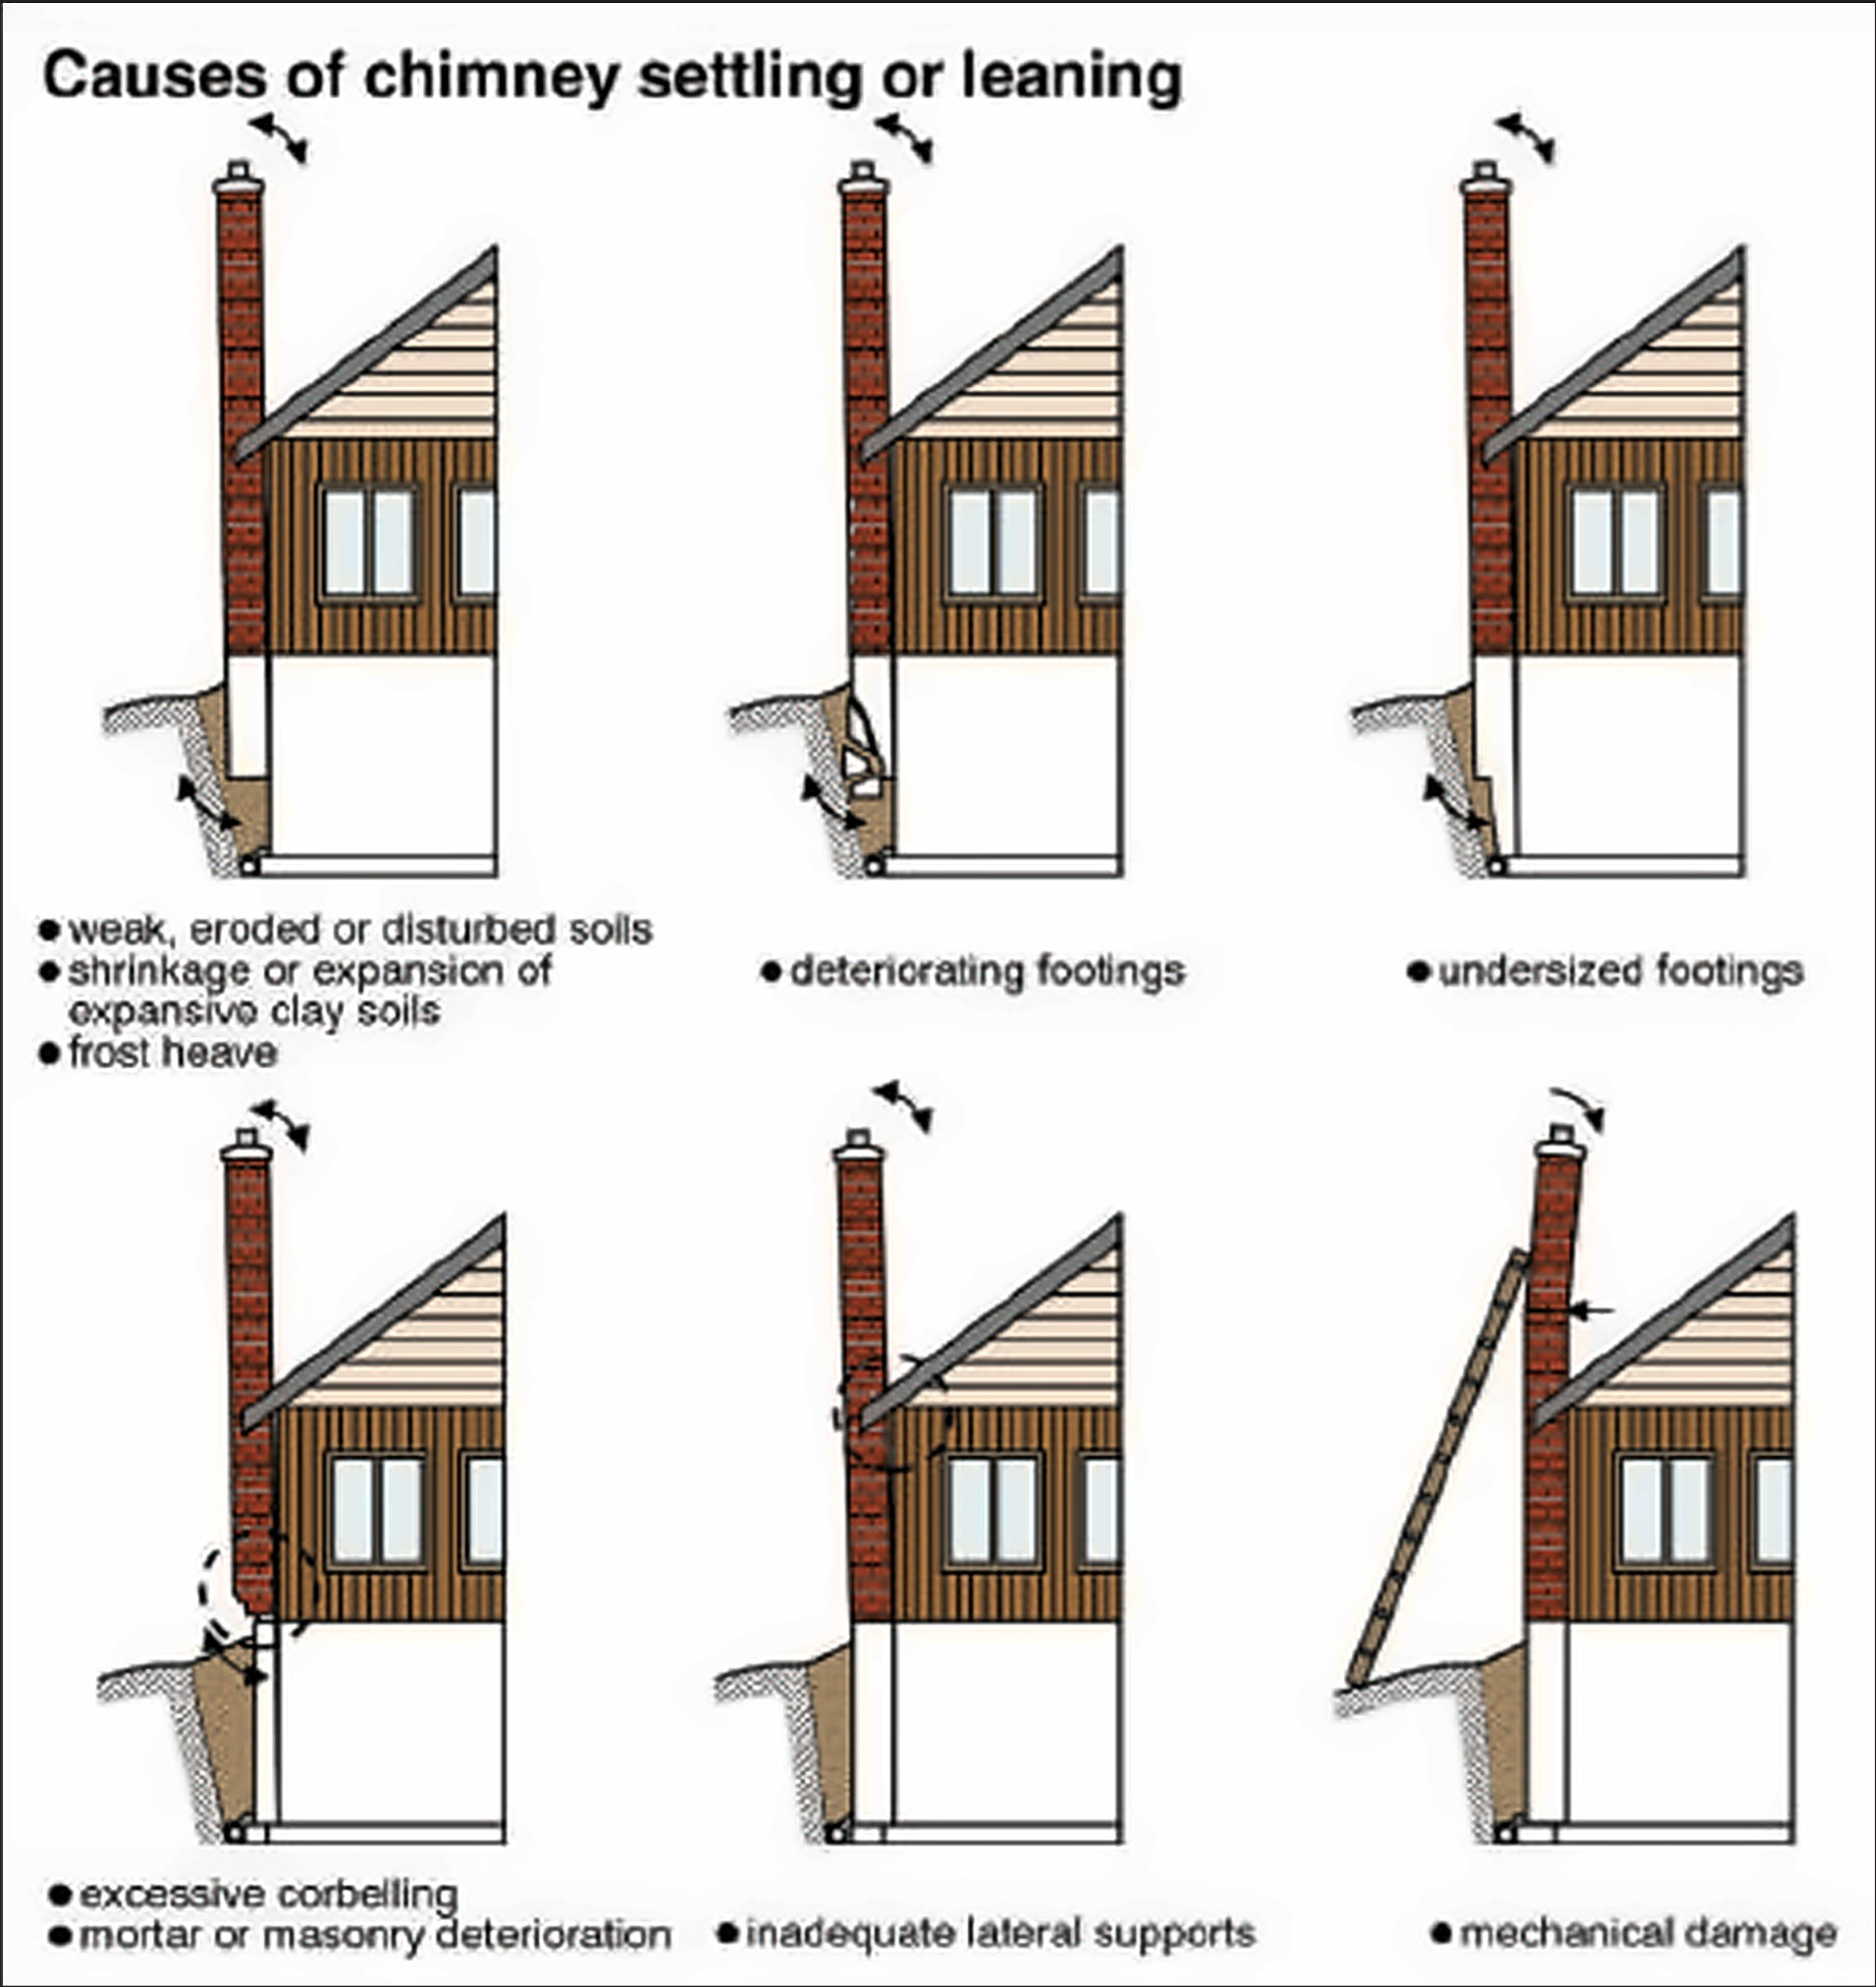 Causes of chimney settling or leaning
● weak, eroded or disturbed soils
● shrinkage or expansion of
expansive clay soils
● frost heave
● deteriorating footings
● undersized footings
● excessive corbelling
● mortar or masonry deterioration
● inadequate lateral supports
● mechanical damage